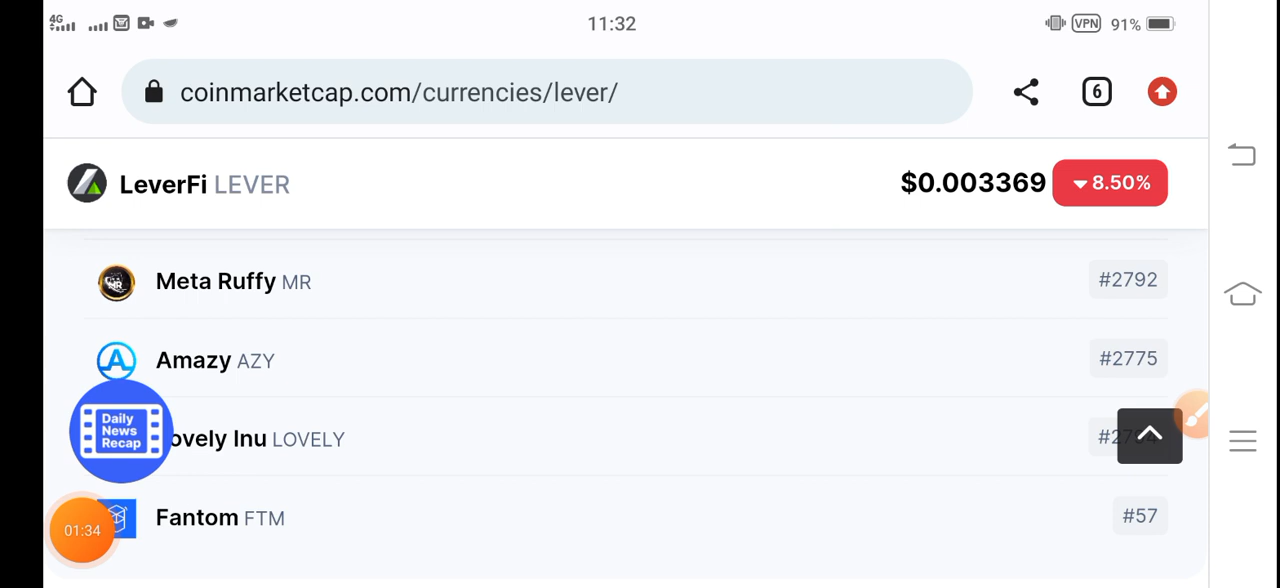 4G 11:32 VPN 91%
coinmarketcap.com/currencies/lever/ 6
LeverFi LEVER $0.003369 8.50%
Meta Ruffy MR #2792
Amazy AZY #2775
Daily
News
Recap
ovely Inu LOVELY
Fantom FTM #57
01:34